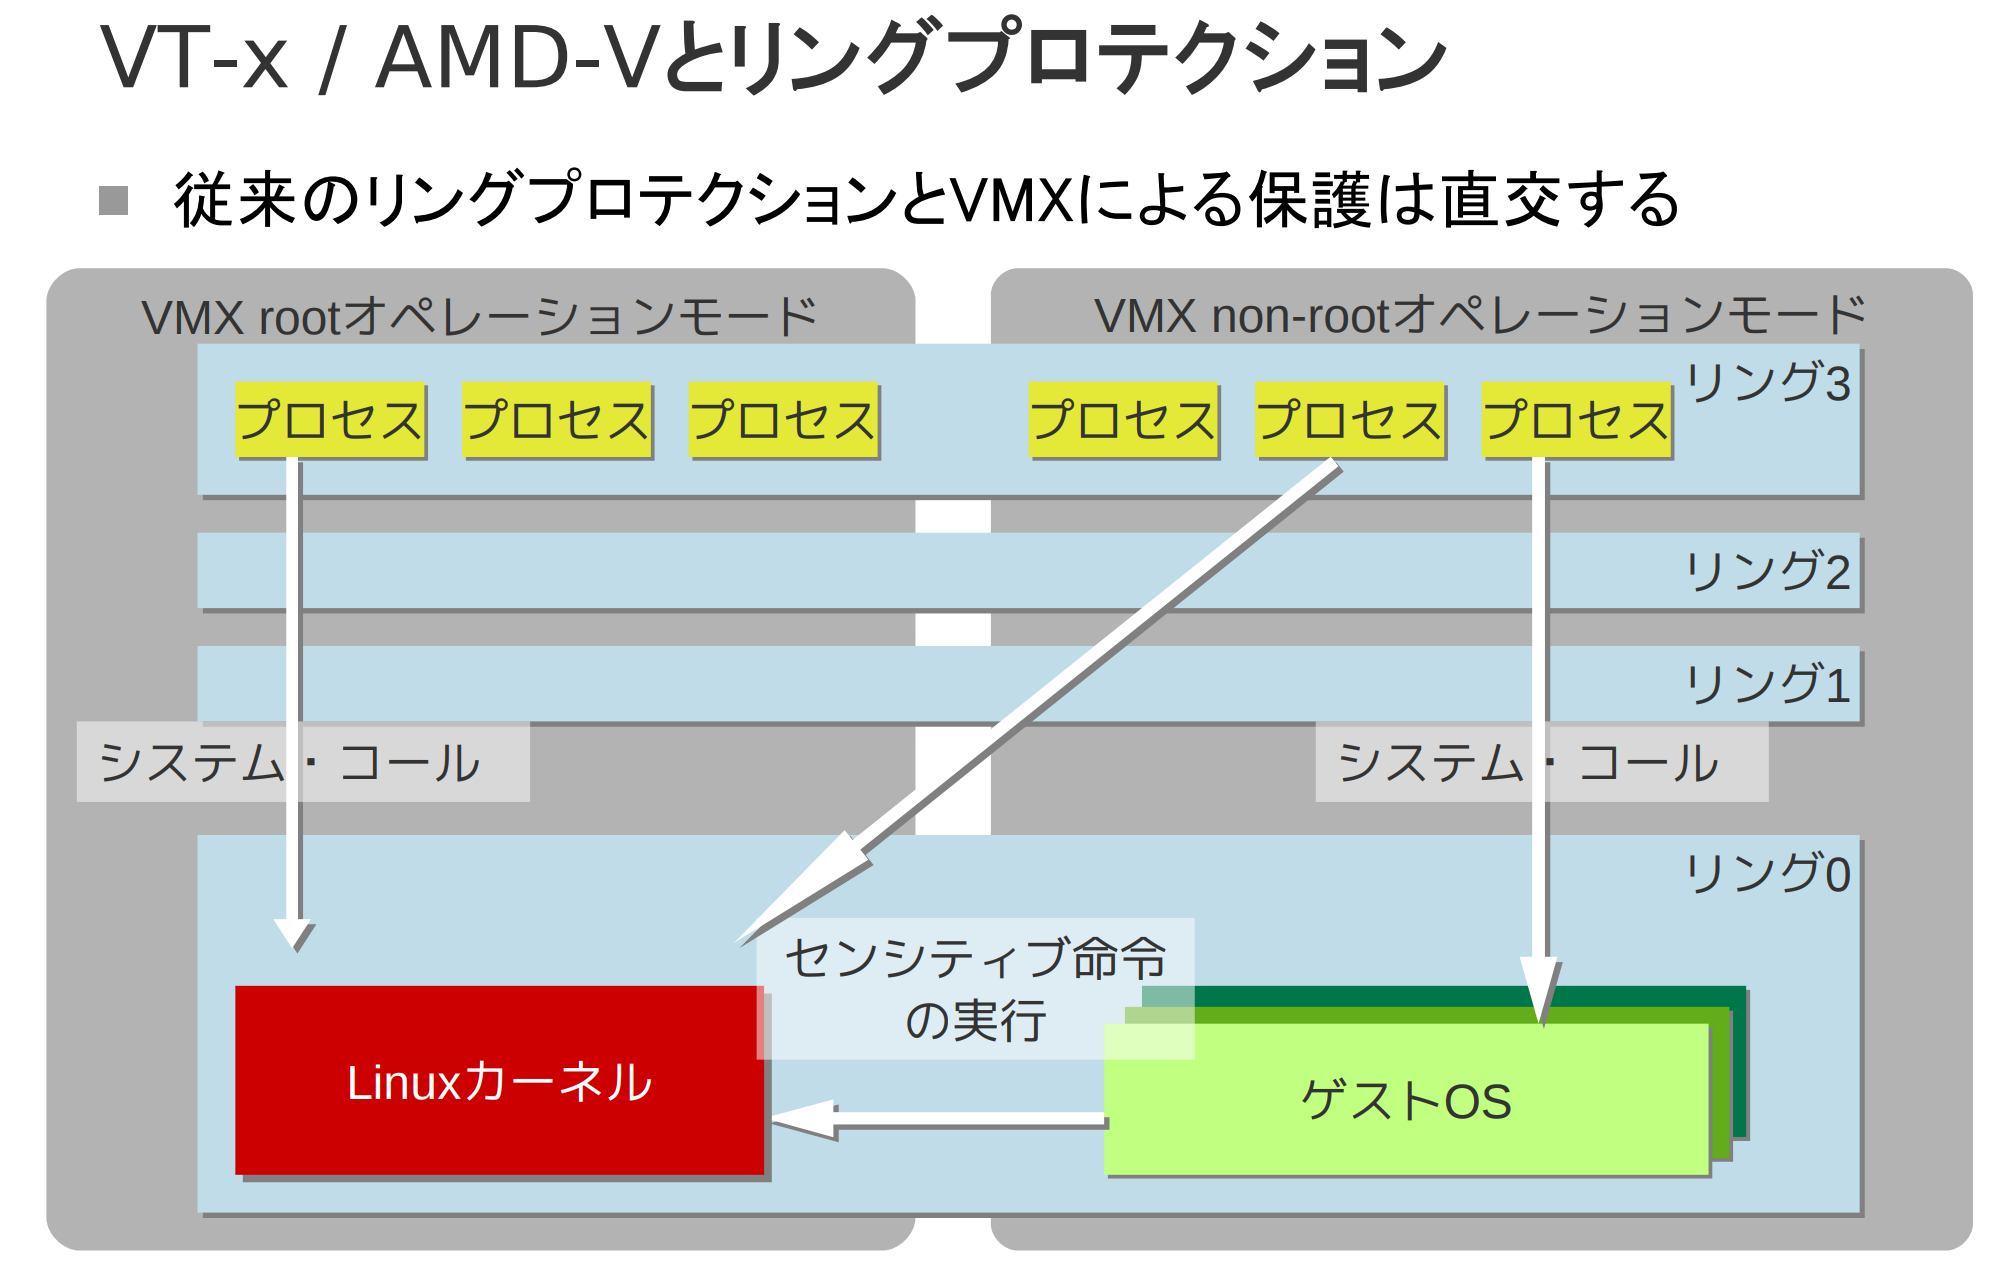 VT-x / AMD-Vとリングプロテクション
従来のリングプロテクションとVMXによる保護は直交する
VMX rootオペレーションモード
VMX non-rootオペレーションモード
リング3
プロセス
プロセス
プロセス
プロセス
プロセス
プロセス
リング2
リング1
システム・コール
システム・コール
リング0
センシティブ命令
の実行
Linuxカーネル
ゲストOS